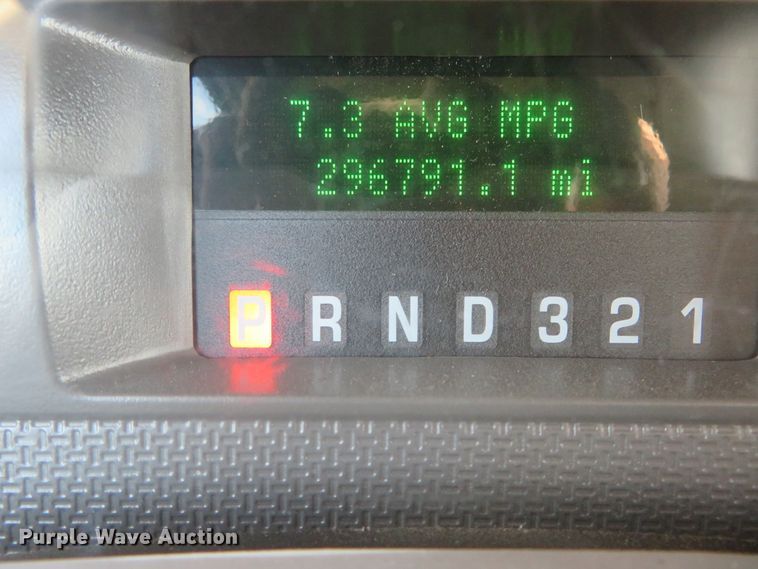 7.3 AVG MPG
296791.1 mi
P R N D 3 2 1
Purple Wave Auction